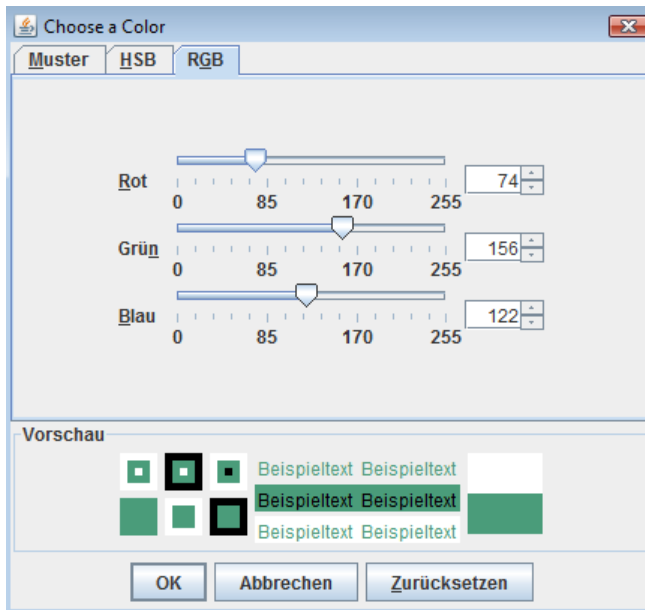 Choose a Color
Muster HSB RGB
Rot 74
0 85 170 255
Grün 156
0 85 170 255
Blau 122
0 85 170 255
Vorschau
Beispieltext Beispieltext
Beispieltext Beispieltext
Beispieltext Beispieltext
OK Abbrechen Zurücksetzen